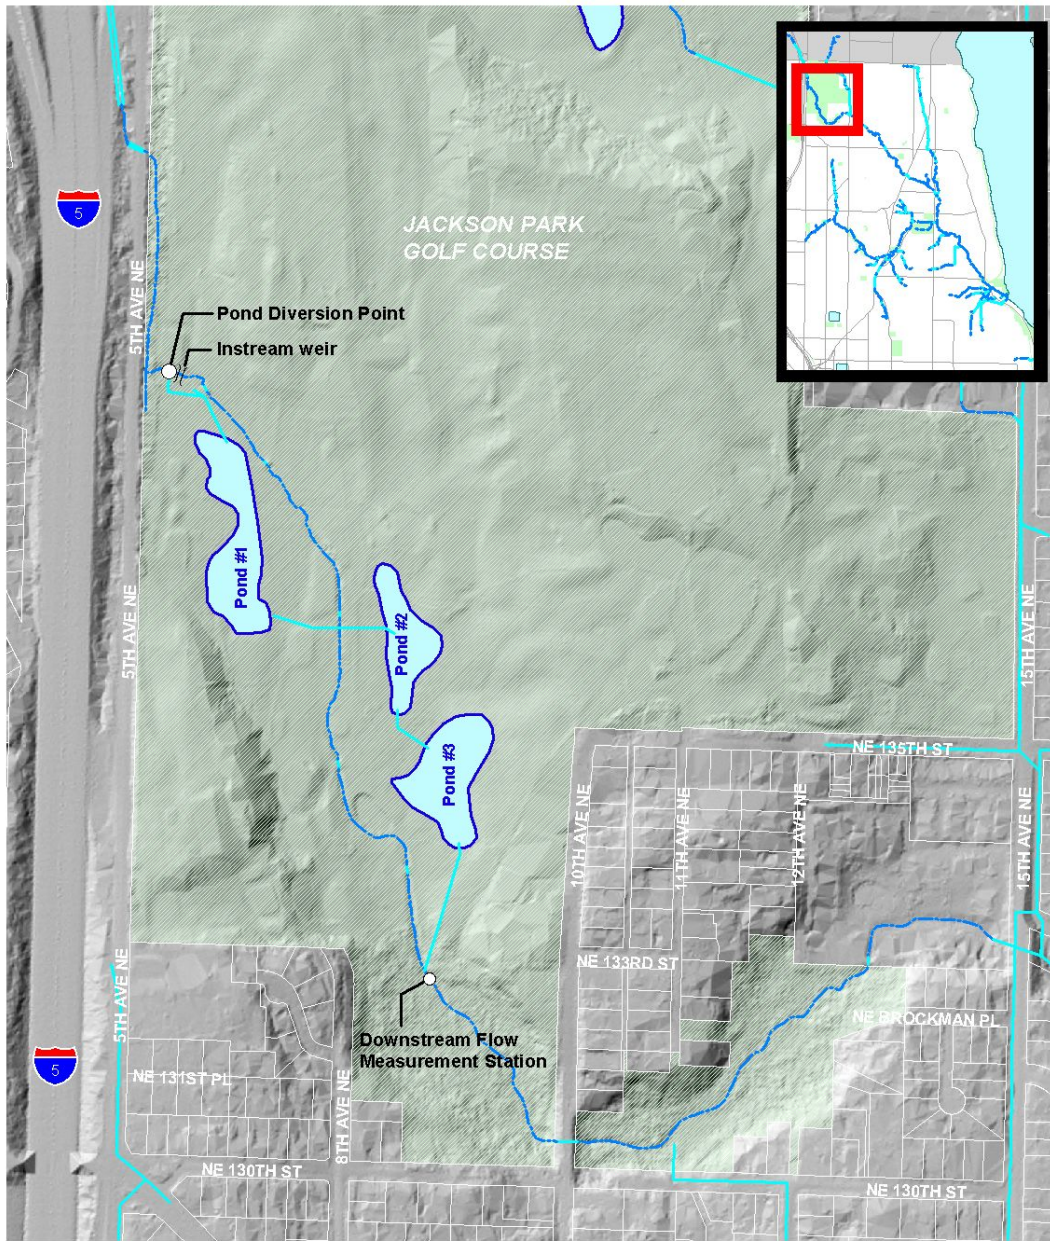 5
JACKSON PARK
GOLF COURSE
5TH AVE NE
Pond Diversion Point
Instream weir
Pond #1
Pond #2
Pond #3
5TH AVE NE
15TH AVE NE
NE 135TH ST
10TH AVE NE
11TH AVE NE
12TH AVE NE
15TH AVE NE
5TH AVE NE
NE 133RD ST
NE BROCKMAN PL
Downstream Flow
Measurement Station
5
NE 131ST PL
8TH AVE NE
NE 130TH ST
NE 130TH ST